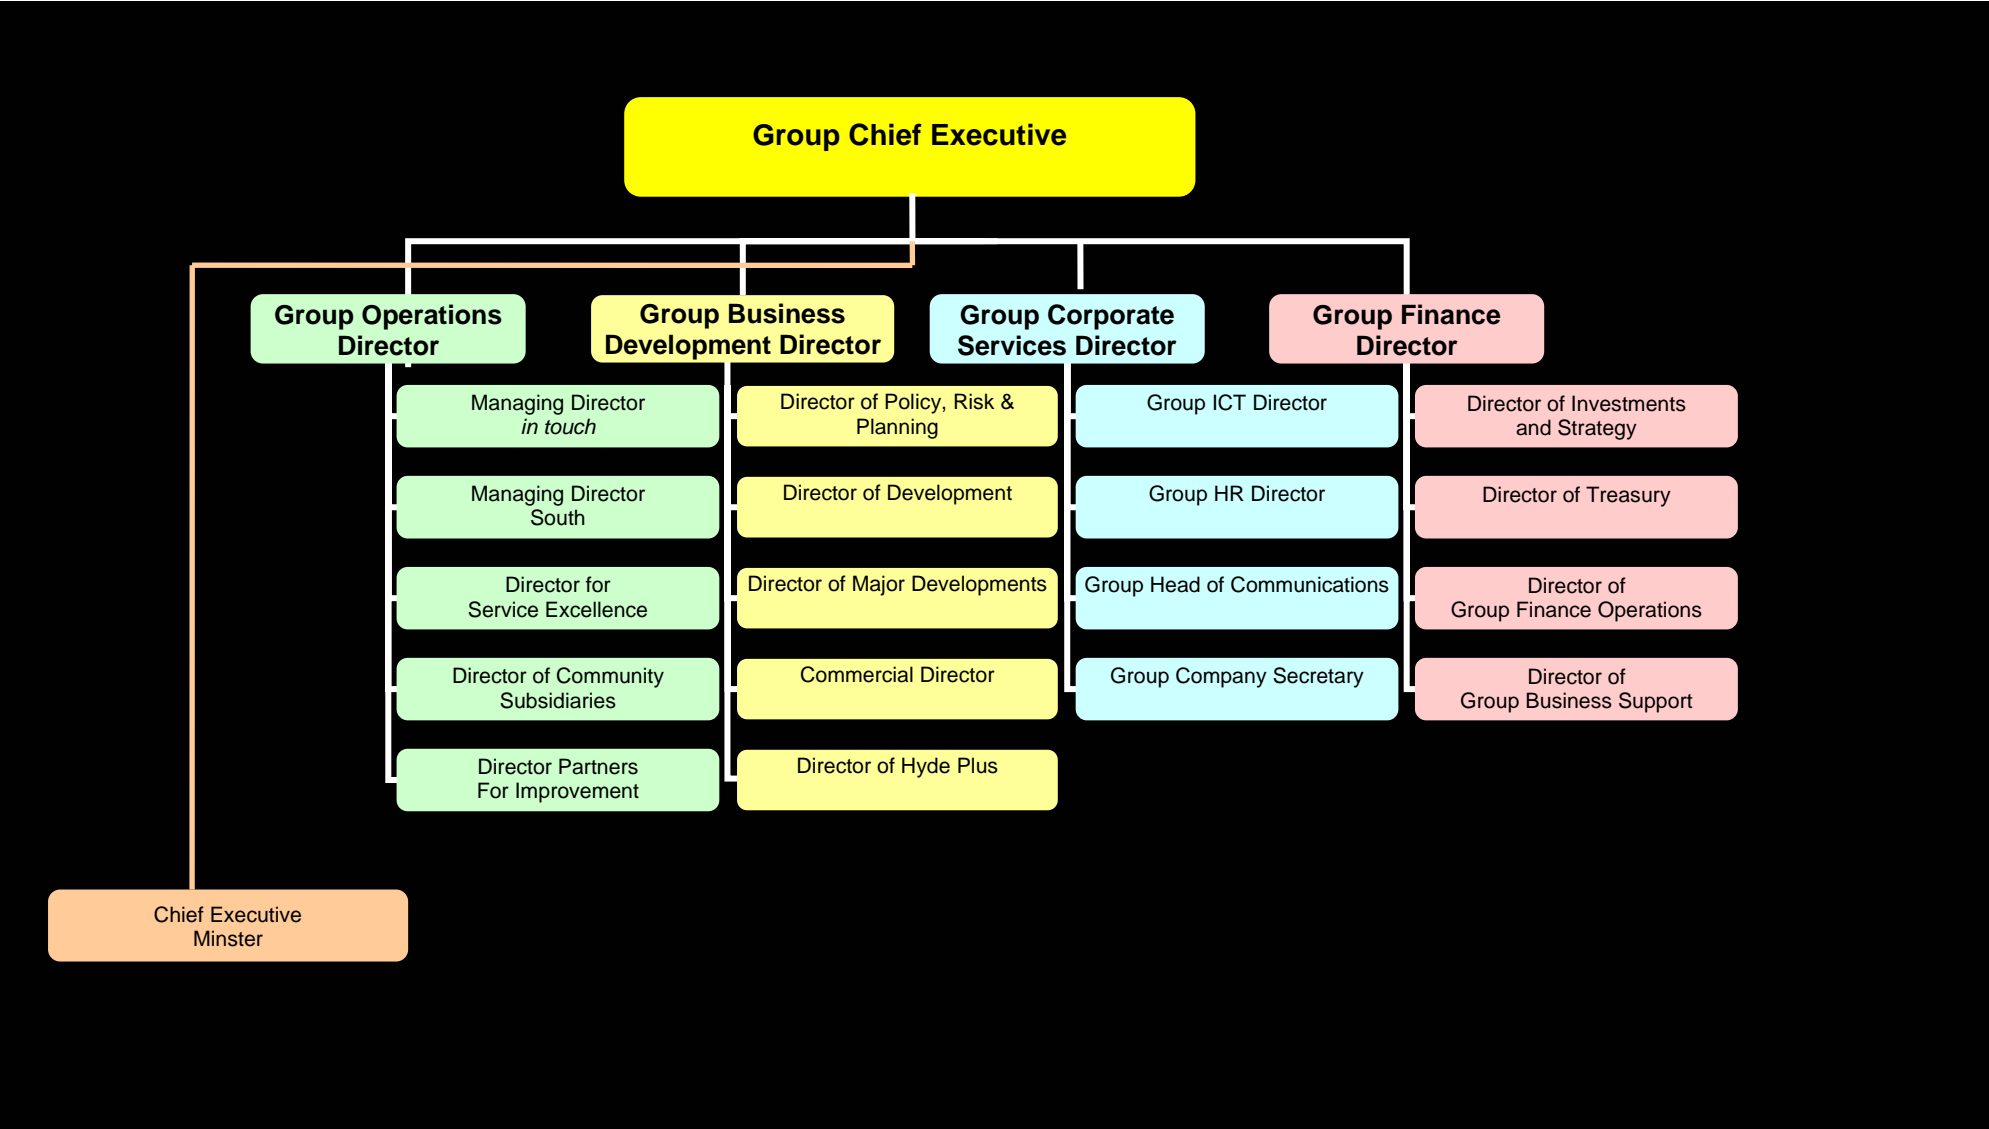 Group Chief Executive
Group Operations
Director
Group Business
Development Director
Group Corporate
Services Director
Group Finance
Director
Managing Director
in touch
Managing Director
South
Director for
Service Excellence
Director of Community
Subsidiaries
Director Partners
For Improvement
Director of Policy, Risk &
Planning
Director of Development
Director of Major Developments
Commercial Director
Director of Hyde Plus
Group ICT Director
Group HR Director
Group Head of Communications
Group Company Secretary
Director of Investments
and Strategy
Director of Treasury
Director of
Group Finance Operations
Director of
Group Business Support
Chief Executive
Minster